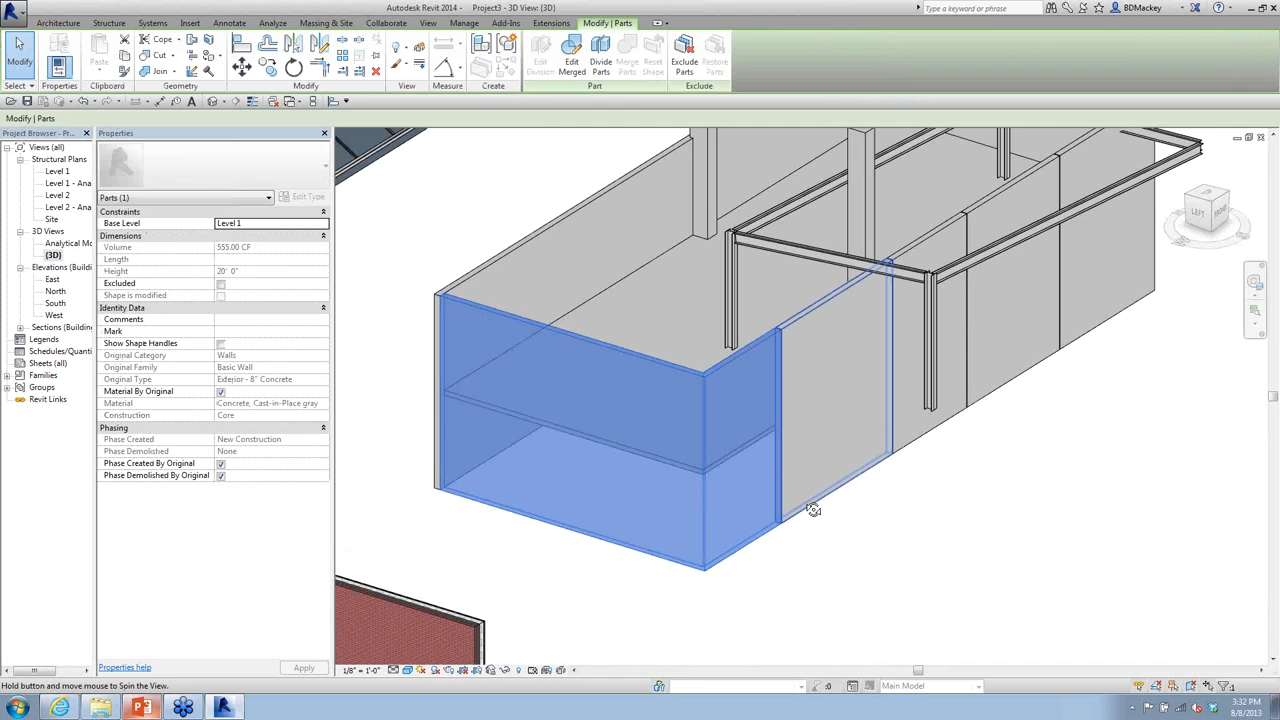 Autodesk Revit 2014 - Project3 - 3D View: {3D}
Type a keyword or phrase
BDMackey
Architecture Structure Systems Insert Annotate Analyze Massing & Site Collaborate View Manage Add-Ins Extensions Modify | Parts
Modify
Paste
Cope
Cut
Join
Edit Division
Edit Merged
Divide Parts
Merge Parts
Reset Shape
Exclude Parts
Restore Parts
Select Properties Clipboard Geometry Modify View Measure Create Part Exclude
Modify | Parts
Project Browser - Pr...
Views (all)
Structural Plans
Level 1
Level 1 - Ana
Level 2
Level 2 - Ana
Site
3D Views
Analytical Mo
{3D}
Elevations (Buildin
East
North
South
West
Sections (Building
Legends
Schedules/Quanti
Sheets (all)
Families
Groups
Revit Links
Properties
Parts (1)
Edit Type
Constraints
Base Level Level 1
Dimensions
Volume 555.00 CF
Length
Height 20' 0"
Excluded
Shape is modified
Identity Data
Comments
Mark
Show Shape Handles
Original Category Walls
Original Family Basic Wall
Original Type Exterior - 8" Concrete
Material By Original
Material Concrete, Cast-in-Place gray
Construction Core
Phasing
Phase Created New Construction
Phase Demolished None
Phase Created By Original
Phase Demolished By Original
Properties help
Apply
LEFT
FRONT
1/8" = 1'-0"
Hold button and move mouse to Spin the View.
:0
Main Model
:1
3:32 PM
8/8/2013